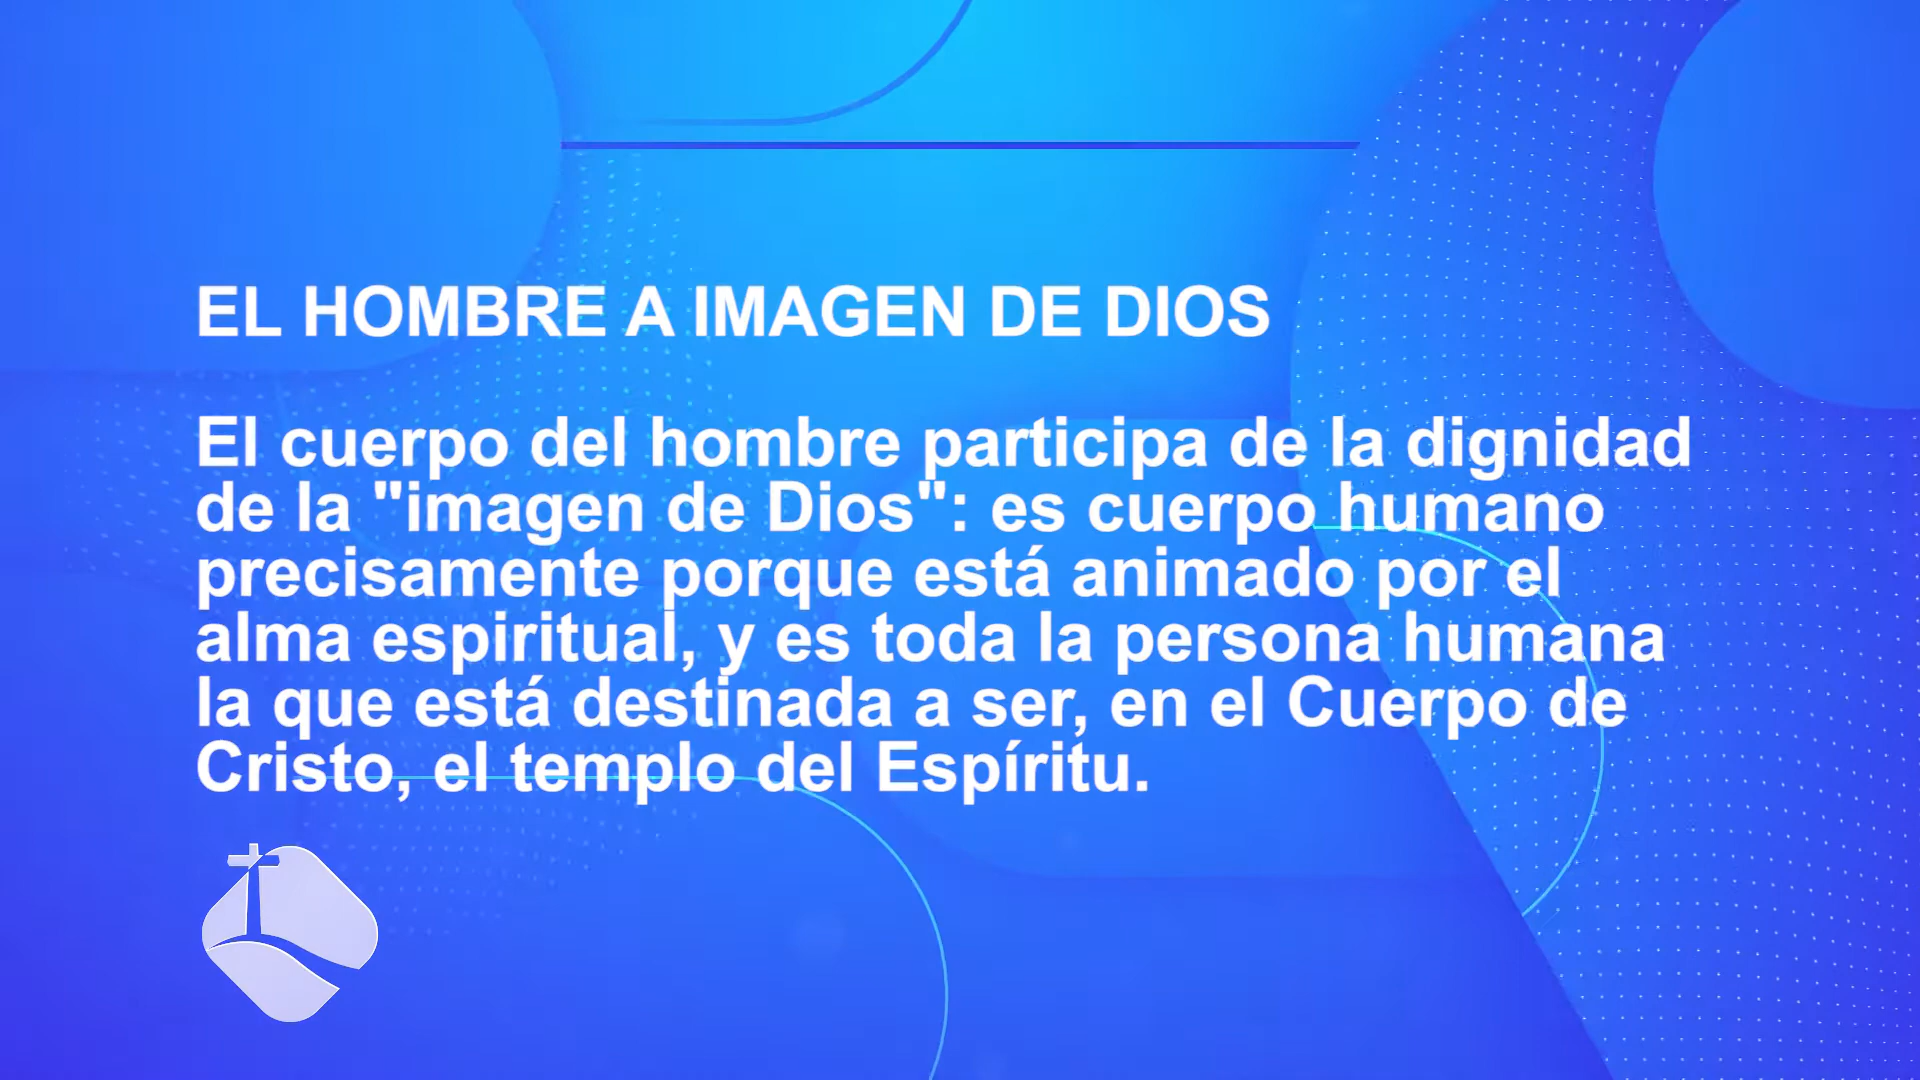 EL HOMBRE A IMAGEN DE DIOS
El cuerpo del hombre participa de la dignidad
de la "imagen de Dios": es cuerpo humano
precisamente porque está animado por el
alma espiritual, y es toda la persona humana
la que está destinada a ser, en el Cuerpo de
Cristo, el templo del Espíritu.